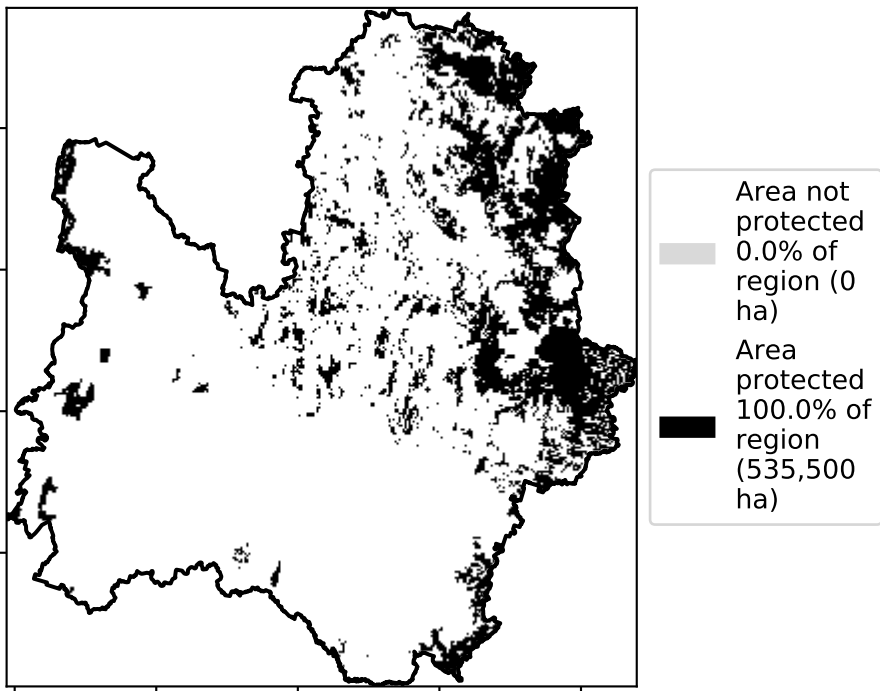 Area not
protected
0.0% of
region (0
ha)
Area
protected
100.0% of
region
(535,500
ha)